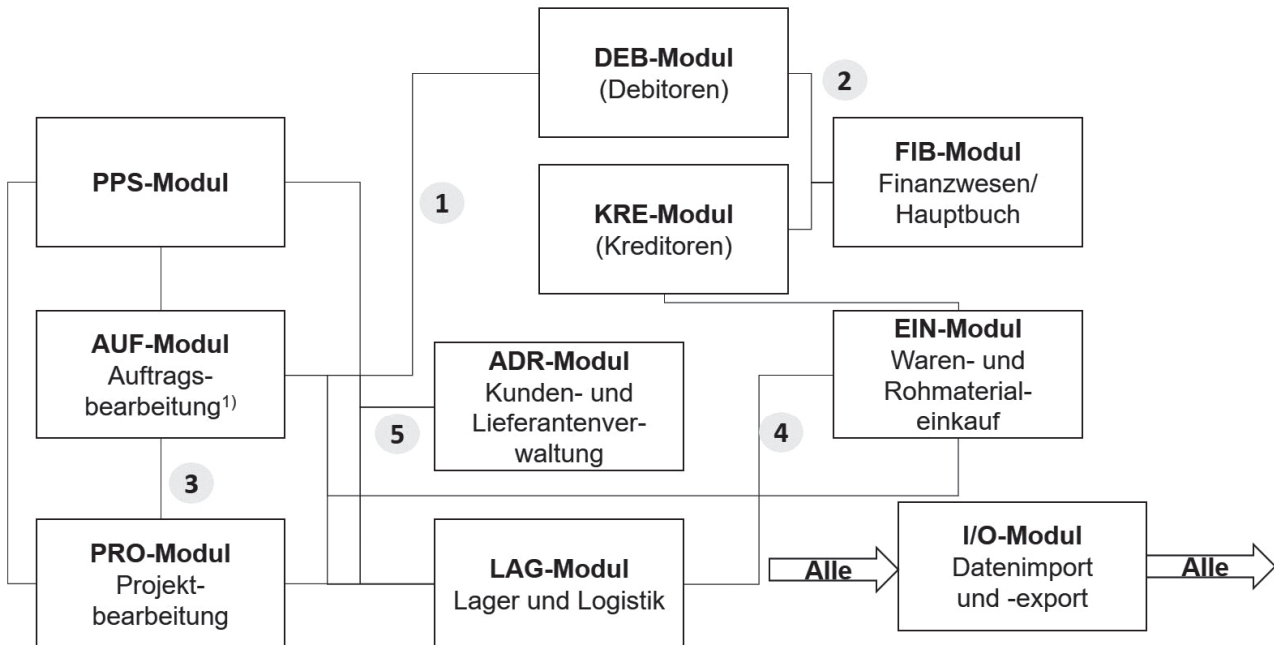 DEB-Modul
(Debitoren)
2
PPS-Modul
FIB-Modul
Finanzwesen/
Hauptbuch
1
KRE-Modul
(Kreditoren)
AUF-Modul
Auftrags-
bearbeitung¹⁾
ADR-Modul
Kunden- und
Lieferantenver-
waltung
EIN-Modul
Waren- und
Rohmaterial-
einkauf
5
4
3
PRO-Modul
Projekt-
bearbeitung
LAG-Modul
Lager und Logistik
Alle
I/O-Modul
Datenimport
und -export
Alle